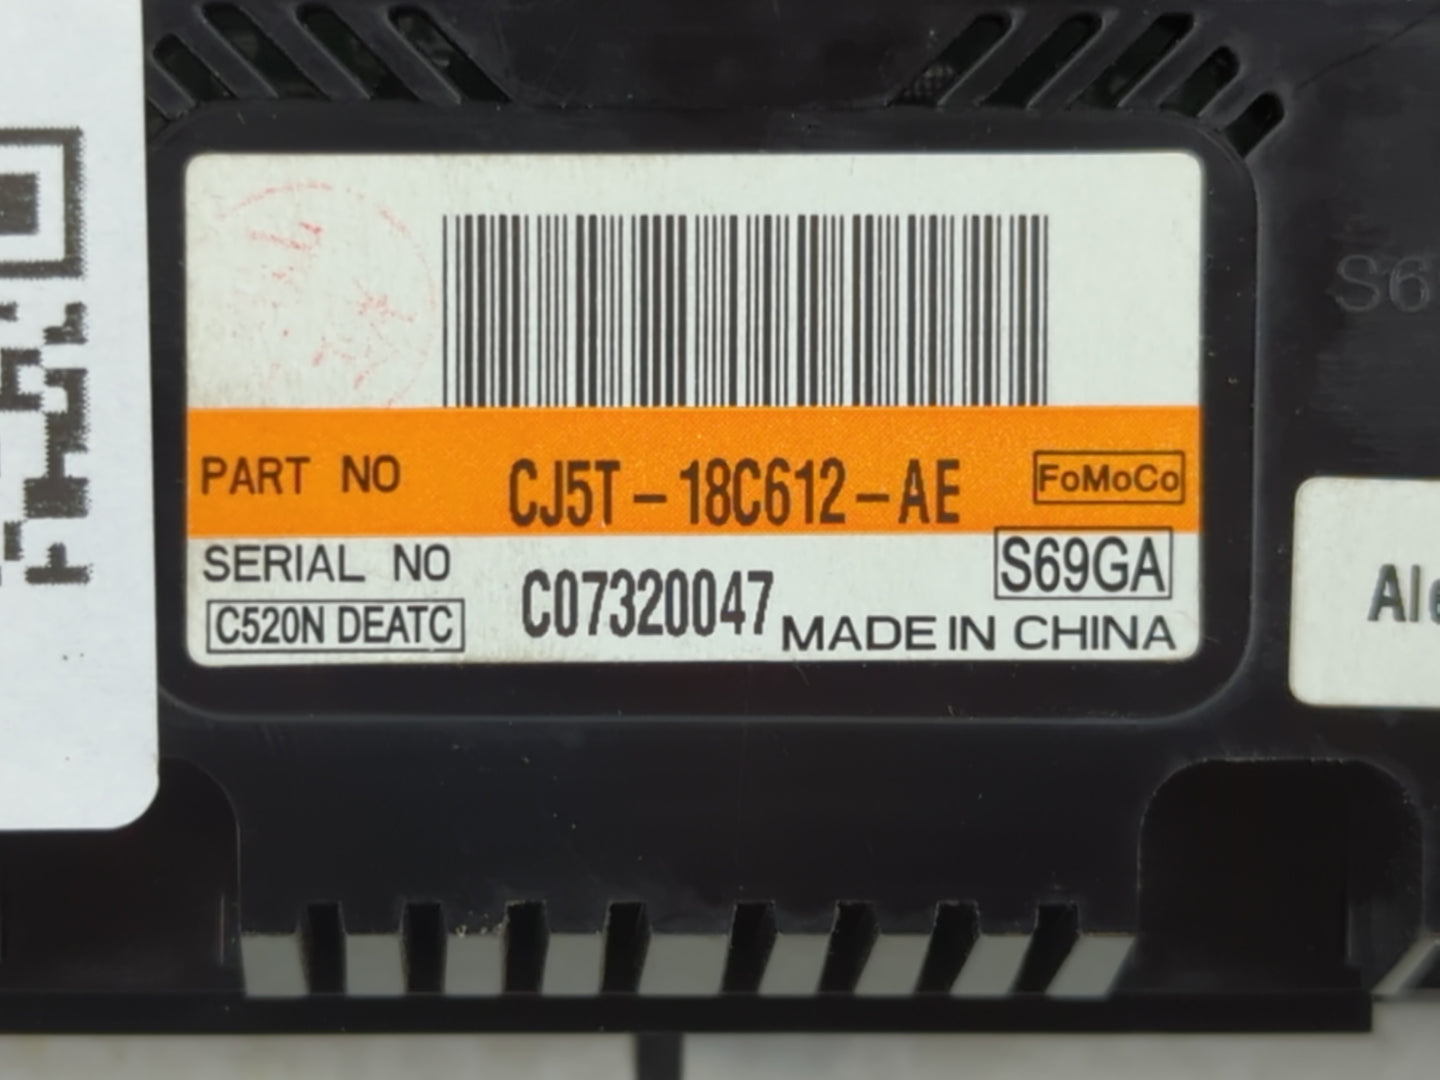 PART NO CJ5T-18C612-AE FoMoCo
SERIAL NO C07320047 S69GA
C520N DEATC MADE IN CHINA
S6
Ale